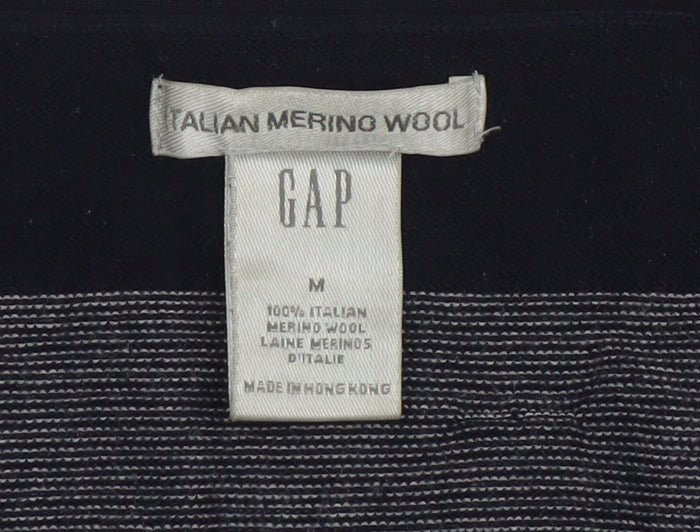 ITALIAN MERINO WOOL
GAP
M
100% ITALIAN
MERINO WOOL
LAINE MERINOS
D'ITALIE
MADE IN HONG KONG